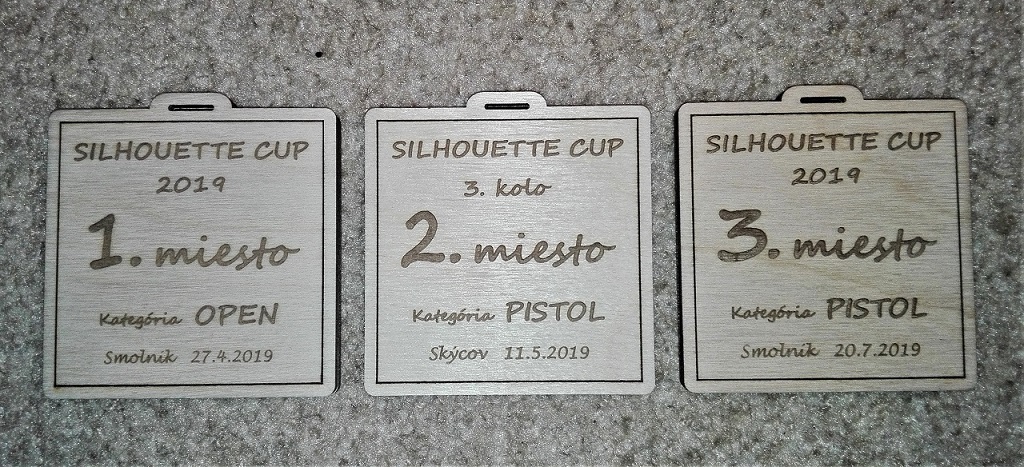 SILHOUETTE CUP
2019
1. miesto
Kategória OPEN
Smolník 27.4.2019
SILHOUETTE CUP
3. kolo
2. miesto
Kategória PISTOL
Skýcov 11.5.2019
SILHOUETTE CUP
2019
3. miesto
Kategória PISTOL
Smolník 20.7.2019